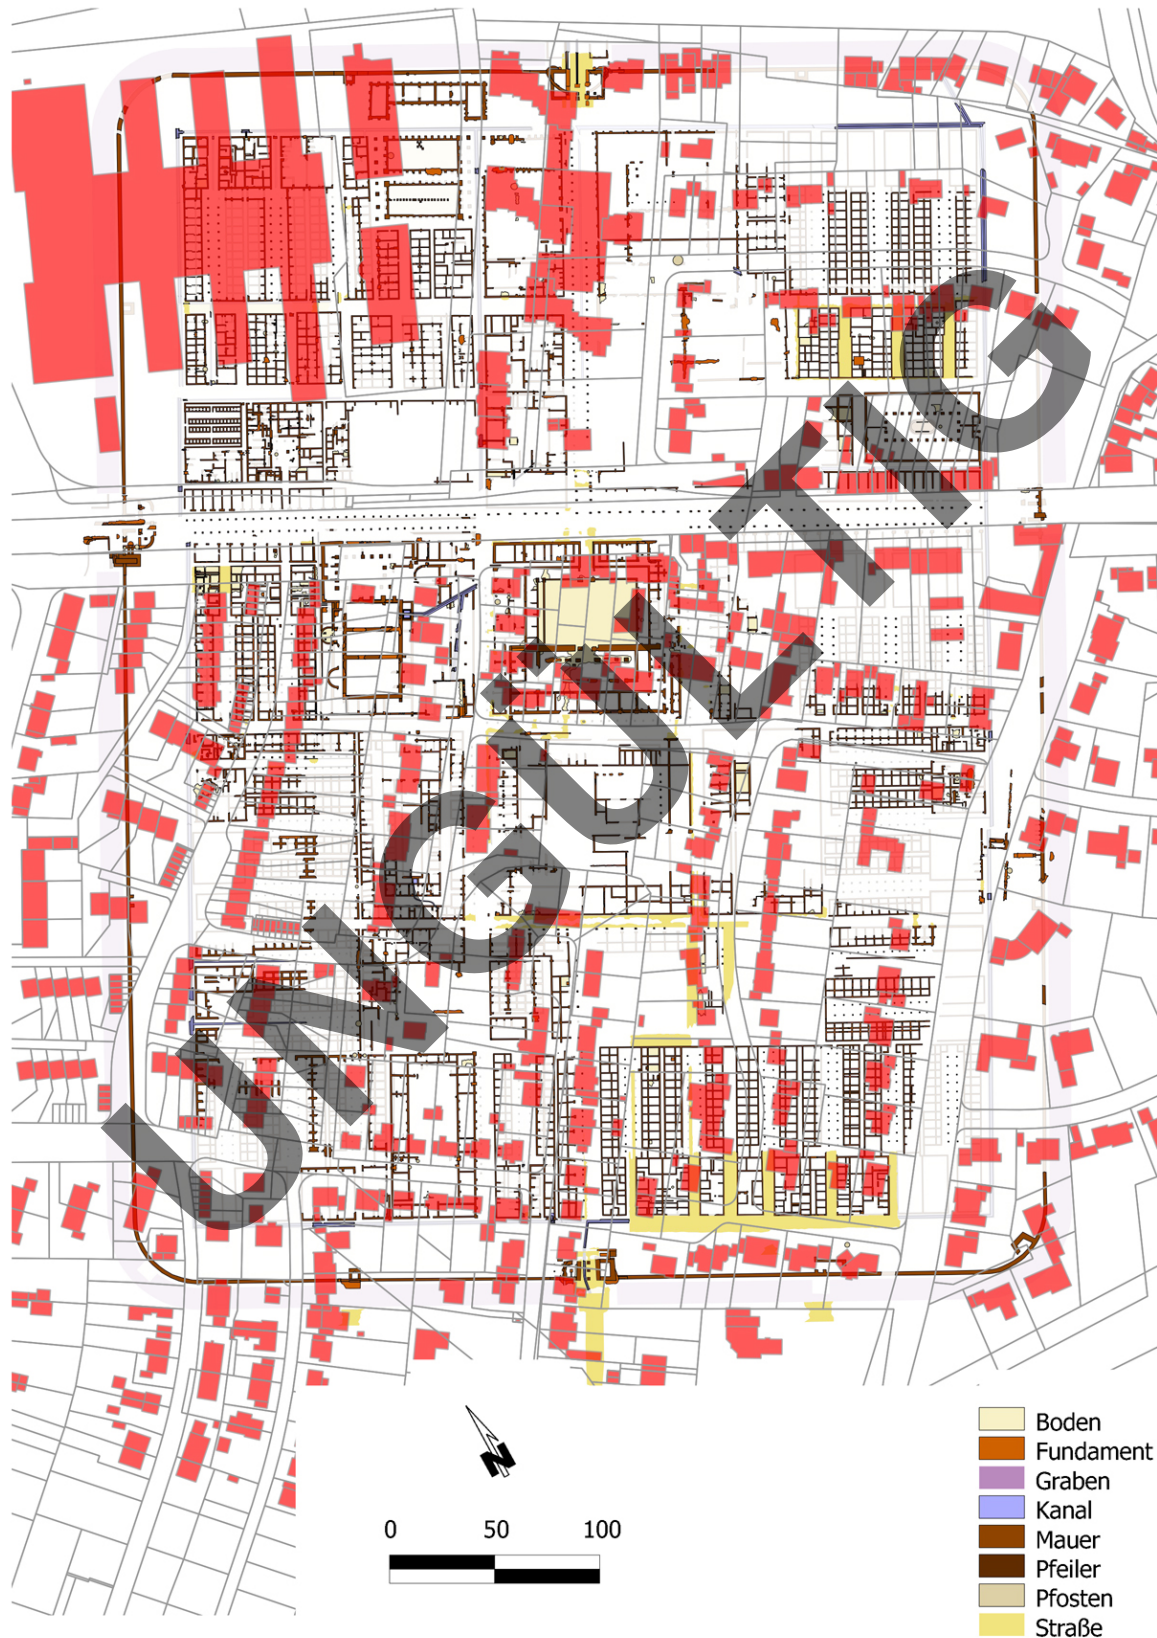 UNGÜLTIG
N
0 50 100
Boden
Fundament
Graben
Kanal
Mauer
Pfeiler
Pfosten
Straße